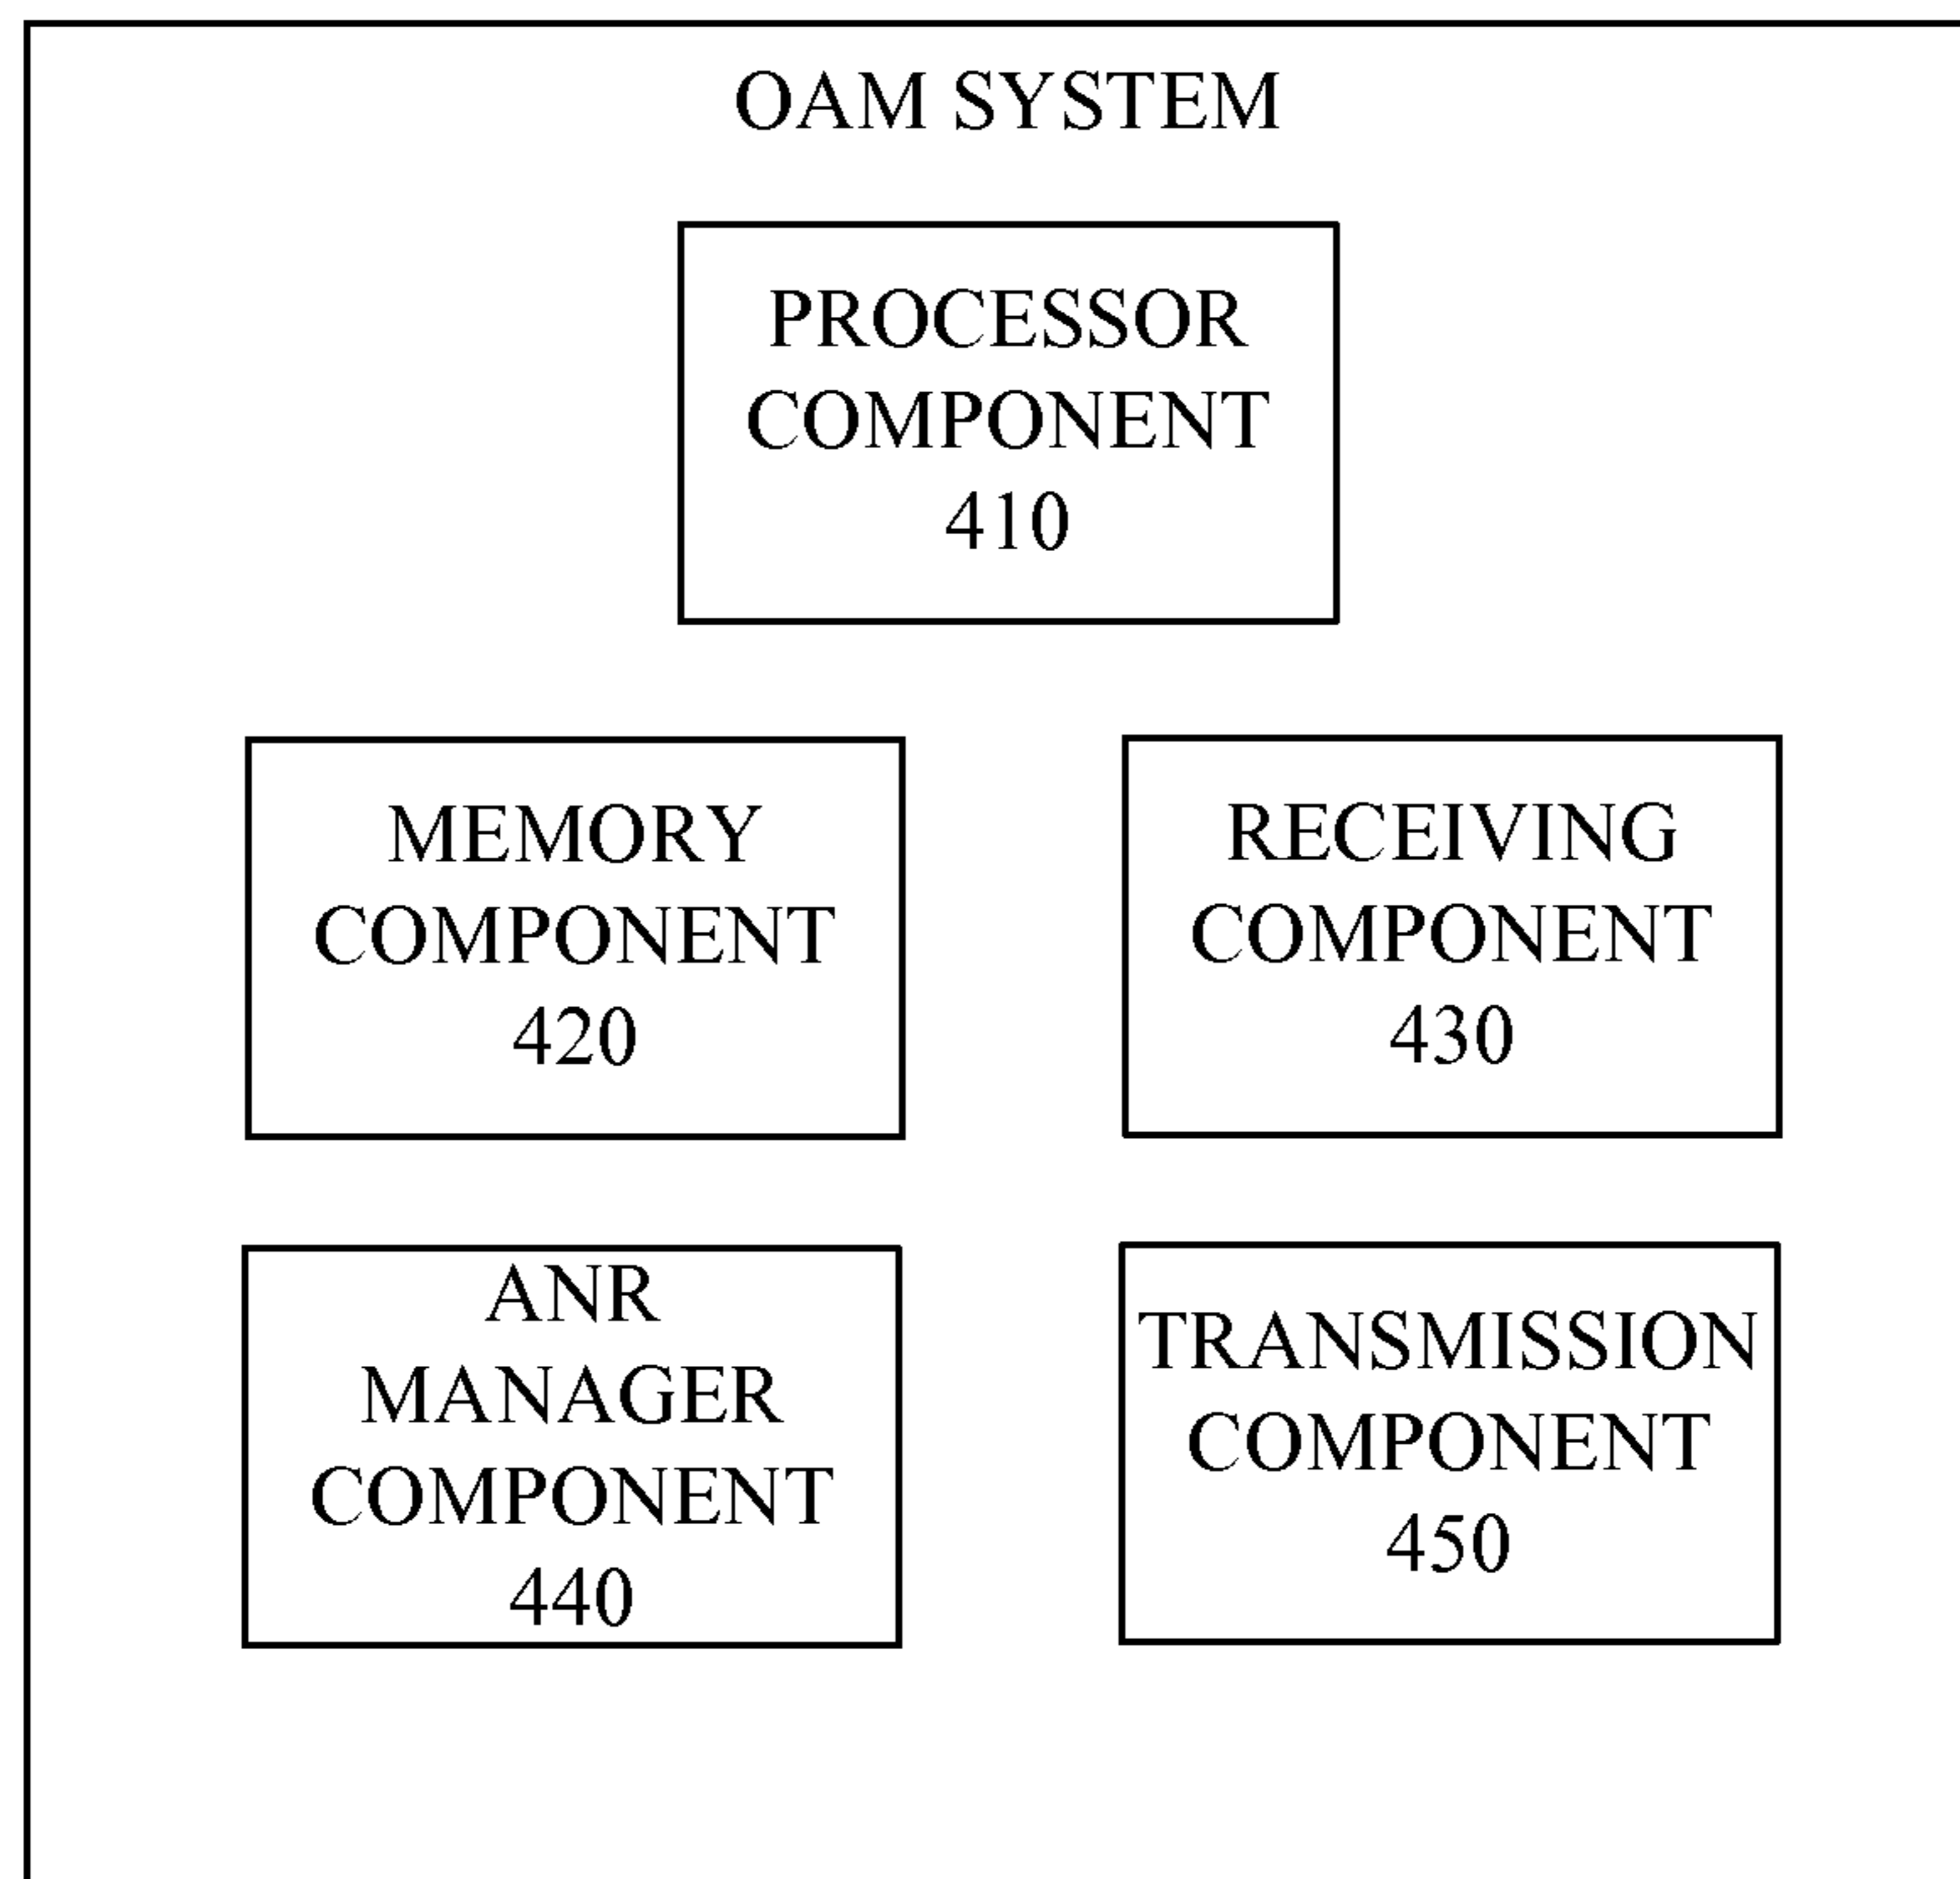 OAM SYSTEM
PROCESSOR
COMPONENT
410
MEMORY
COMPONENT
420
RECEIVING
COMPONENT
430
ANR
MANAGER
COMPONENT
440
TRANSMISSION
COMPONENT
450